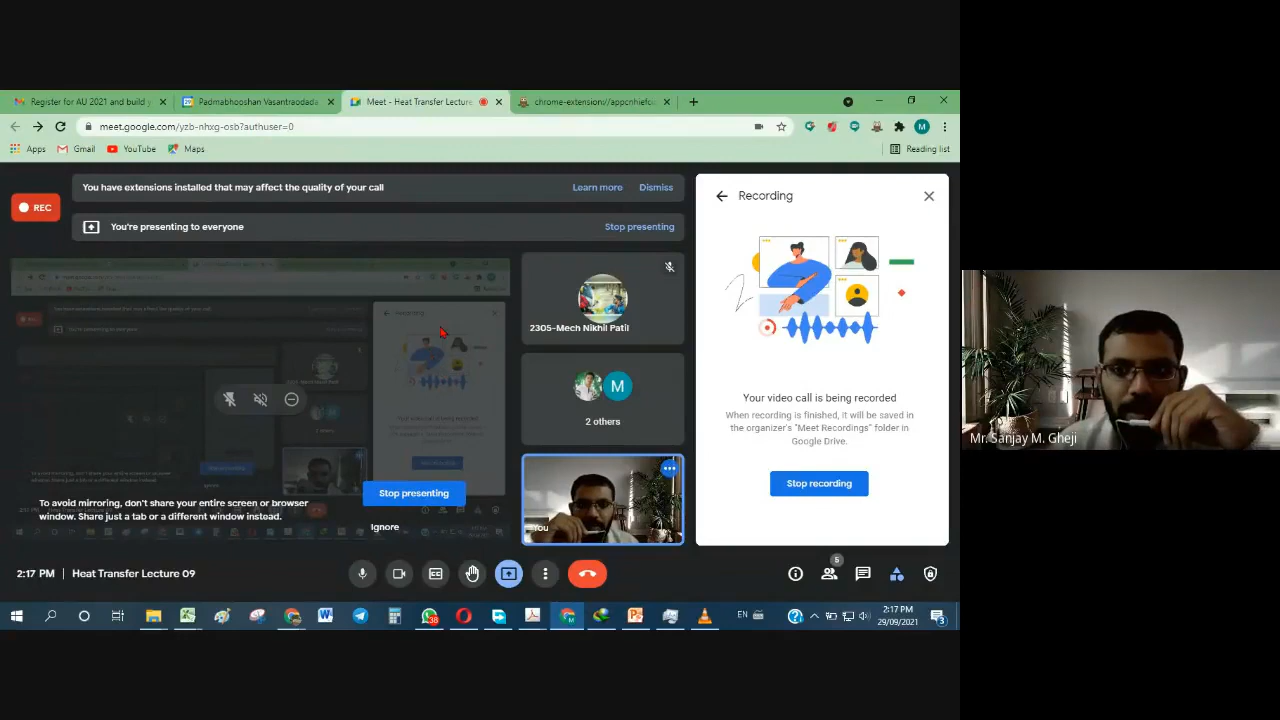 Register for AU 2021 and build y
Padmabhooshan Vasantraodada
Meet - Heat Transfer Lecture
chrome-extension://appcnhiefo
meet.google.com/yzb-nhxg-osb?authuser=0
M
Apps
Gmail
YouTube
Maps
Reading list
You have extensions installed that may affect the quality of your call
Learn more
Dismiss
REC
You're presenting to everyone
Stop presenting
Recording
2305-Mech Nikhil Patil
M
2 others
Your video call is being recorded
When recording is finished, it will be saved in
the organizer's "Meet Recordings" folder in
Google Drive.
Stop recording
To avoid mirroring, don't share your entire screen or browser
window. Share just a tab or a different window instead.
Stop presenting
Ignore
You
Mr. Sanjay M. Gheji
2:17 PM | Heat Transfer Lecture 09
5
38
EN
2:17 PM
29/09/2021
3